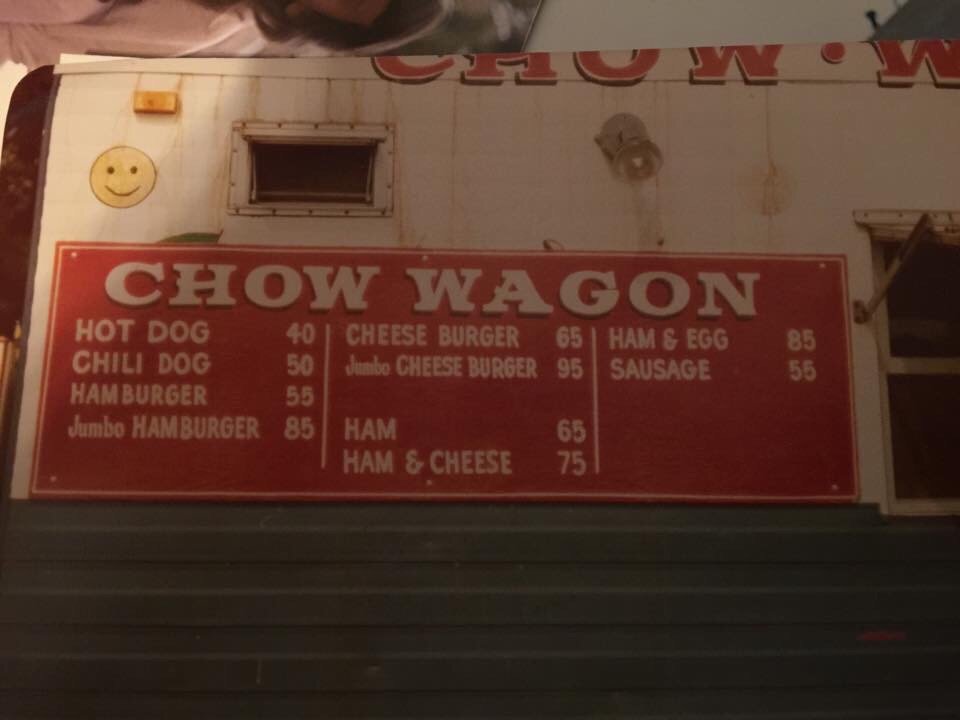 CHOW • W
CHOW WAGON
HOT DOG 40
CHILI DOG 50
HAMBURGER 55
Jumbo HAMBURGER 85
CHEESE BURGER 65
Jumbo CHEESE BURGER 95
HAM 65
HAM & CHEESE 75
HAM & EGG 85
SAUSAGE 55